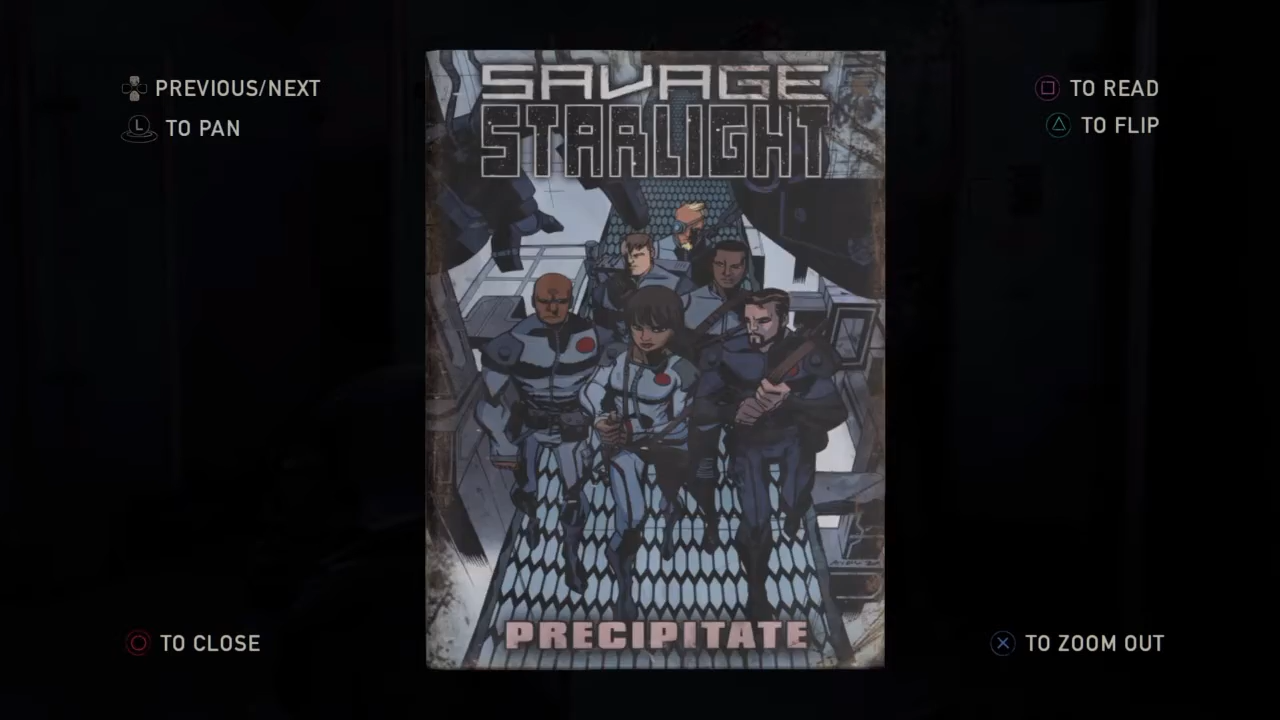 PREVIOUS/NEXT
L TO PAN
TO READ
TO FLIP
SAVAGE
STARLIGHT
PRECIPITATE
TO CLOSE
TO ZOOM OUT